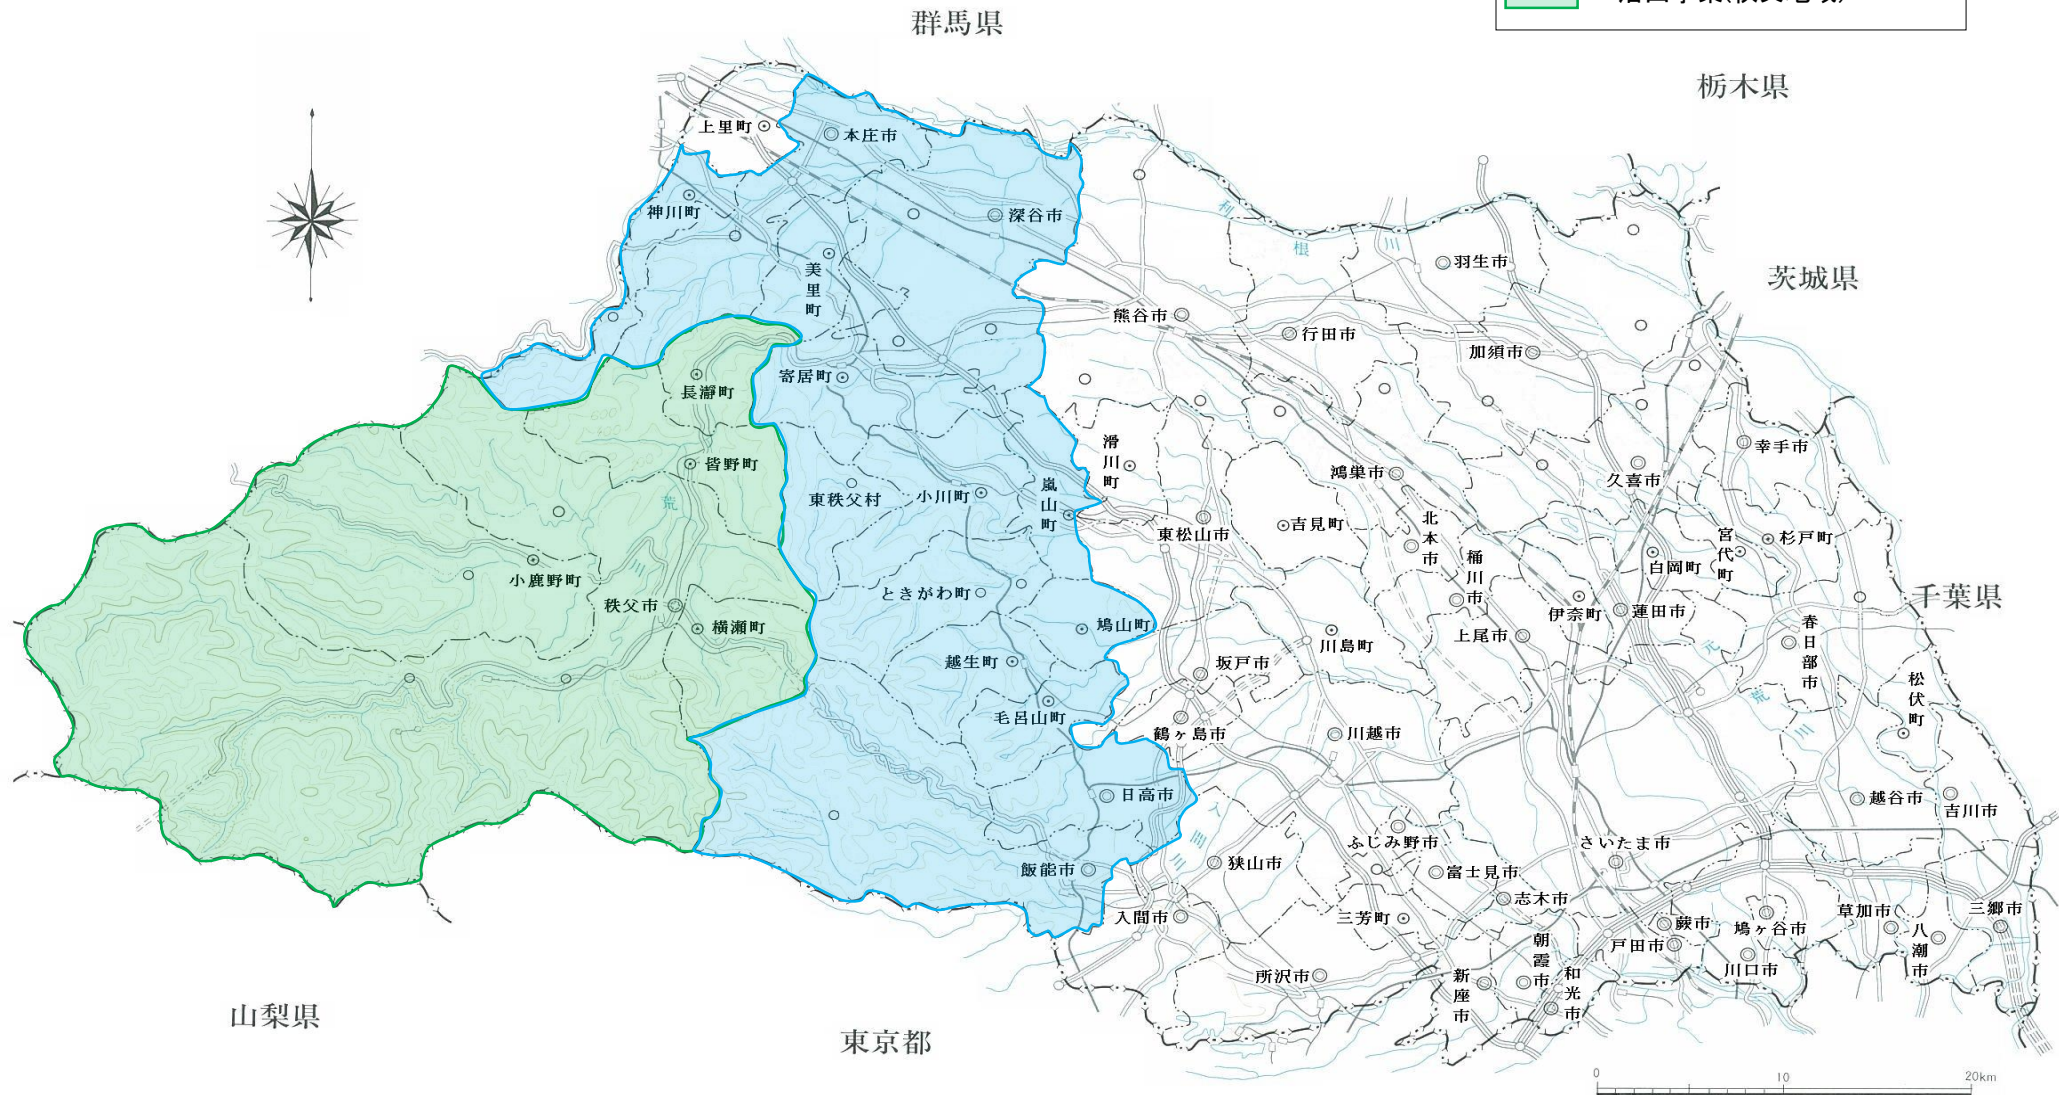 群馬県
栃木県
上里町
本庄市
神川町
深谷市
利
根
川
羽生市
茨城県
美里町
熊谷市
行田市
加須市
長瀞町
寄居町
滑川町
幸手市
皆野町
鴻巣市
久喜市
荒
川
東秩父村
小川町
嵐山町
東松山市
吉見町
北本市
宮代町
杉戸町
小鹿野町
桶川市
白岡町
千葉県
秩父市
ときがわ町
伊奈町
蓮田市
横瀬町
鳩山町
川島町
上尾市
春日部市
越生町
坂戸市
元
荒
川
松伏町
毛呂山町
鶴ヶ島市
川越市
日高市
越谷市
吉川市
入
間
川
ふじみ野市
さいたま市
飯能市
狭山市
富士見市
志木市
入間市
三芳町
蕨市
鳩ヶ谷市
草加市
三郷市
戸田市
八潮市
朝霞市
川口市
所沢市
新座市
和光市
山梨県
東京都
0 10 20km